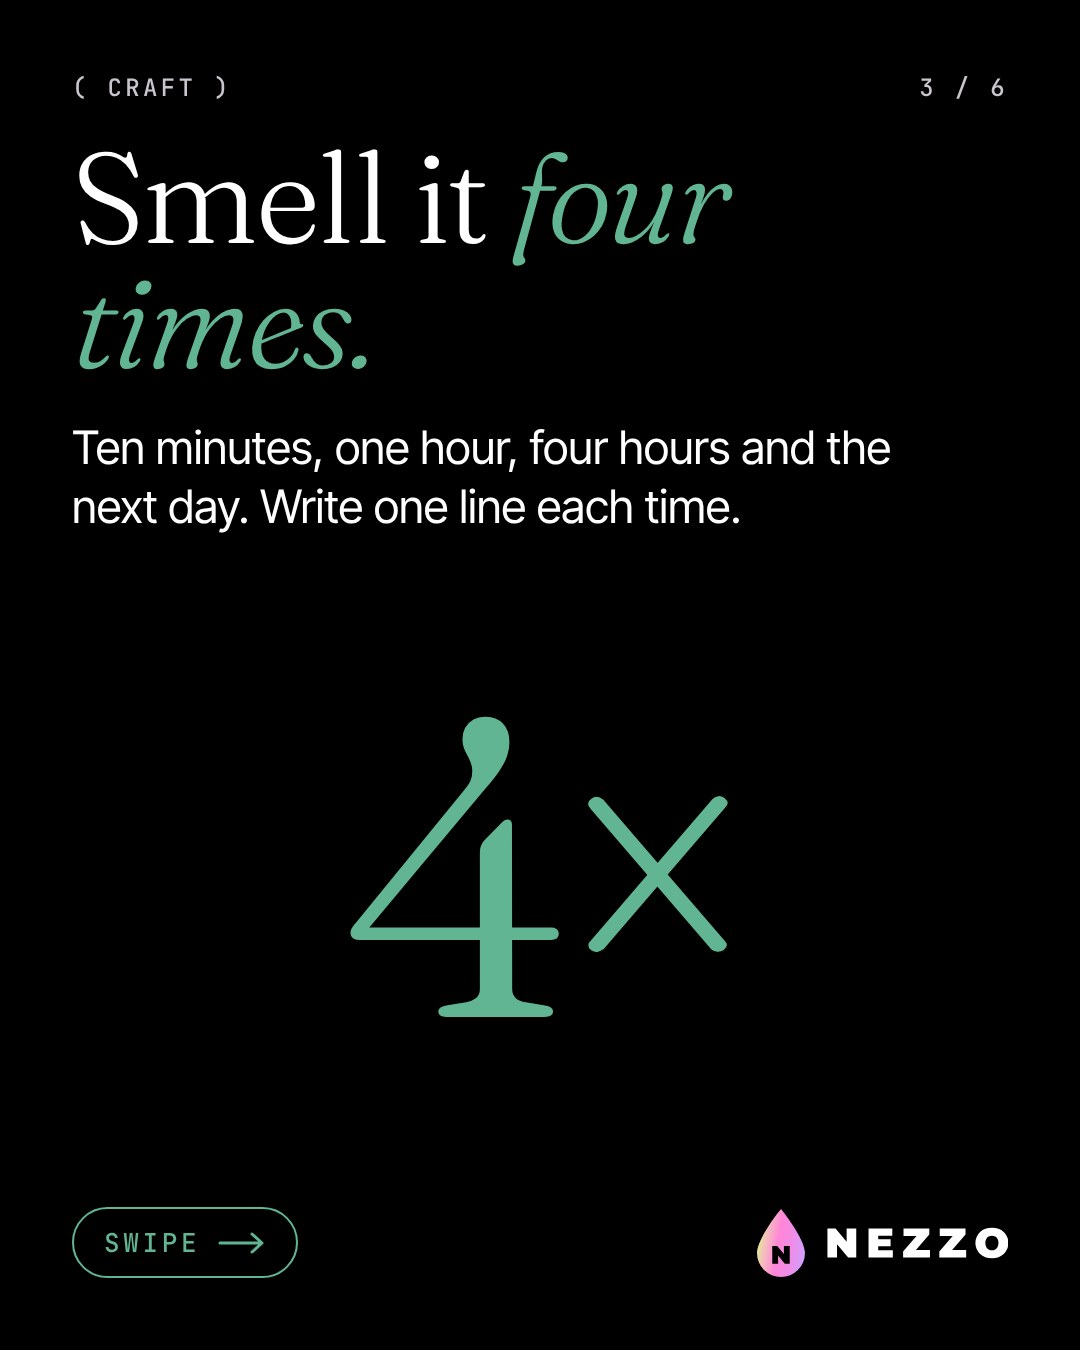 ( CRAFT )
3 / 6
Smell it four
times.
Ten minutes, one hour, four hours and the
next day. Write one line each time.
4×
SWIPE →
N NEZZO